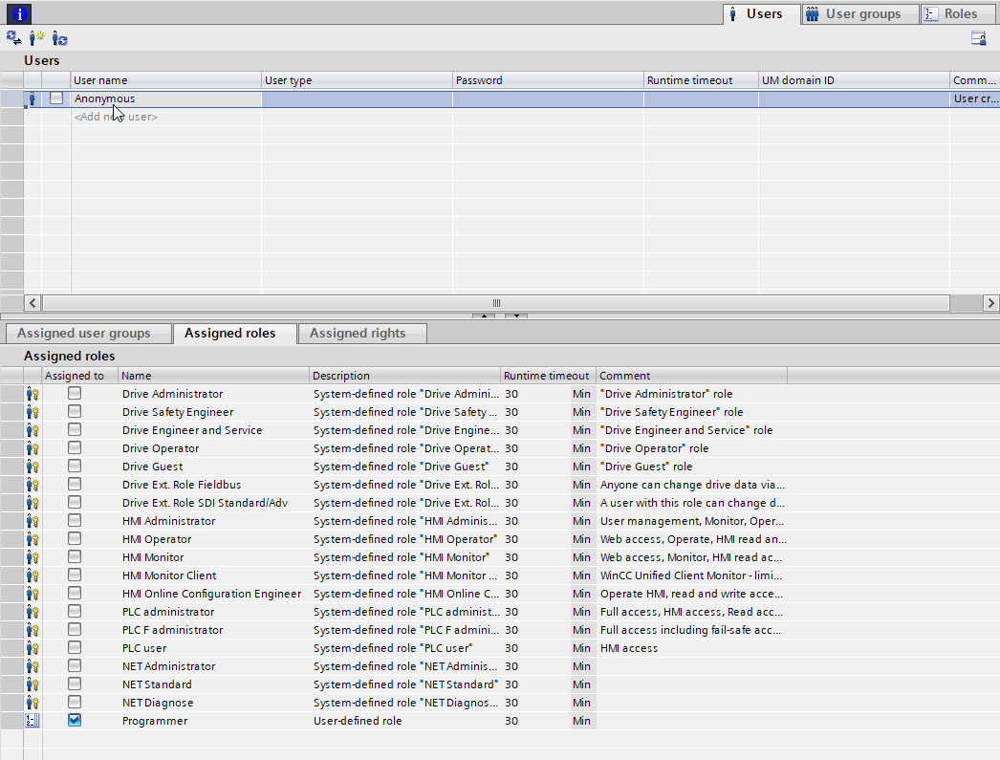 Users User groups Roles
Users
User name User type Password Runtime timeout UM domain ID Comm...
Anonymous User cr...
<Add new user>
Assigned user groups Assigned roles Assigned rights
Assigned roles
Assigned to Name Description Runtime timeout Comment
Drive Administrator System-defined role "Drive Admini... 30 Min "Drive Administrator" role
Drive Safety Engineer System-defined role "Drive Safety ... 30 Min "Drive Safety Engineer" role
Drive Engineer and Service System-defined role "Drive Engine... 30 Min "Drive Engineer and Service" role
Drive Operator System-defined role "Drive Operat... 30 Min "Drive Operator" role
Drive Guest System-defined role "Drive Guest" 30 Min "Drive Guest" role
Drive Ext. Role Fieldbus System-defined role "Drive Ext. Rol... 30 Min Anyone can change drive data via...
Drive Ext. Role SDI Standard/Adv System-defined role "Drive Ext. Rol... 30 Min A user with this role can change d...
HMI Administrator System-defined role "HMI Adminis... 30 Min User management, Monitor, Oper...
HMI Operator System-defined role "HMI Operator" 30 Min Web access, Operate, HMI read an...
HMI Monitor System-defined role "HMI Monitor" 30 Min Web access, Monitor, HMI read ac...
HMI Monitor Client System-defined role "HMI Monitor ... 30 Min WinCC Unified Client Monitor - limi...
HMI Online Configuration Engineer System-defined role "HMI Online C... 30 Min Operate HMI, read and write acce...
PLC administrator System-defined role "PLC administ... 30 Min Full access, HMI access, Read acc...
PLC F administrator System-defined role "PLC F admini... 30 Min Full access including fail-safe acc...
PLC user System-defined role "PLC user" 30 Min HMI access
NET Administrator System-defined role "NET Adminis... 30 Min
NET Standard System-defined role "NET Standard" 30 Min
NET Diagnose System-defined role "NET Diagnos... 30 Min
Programmer User-defined role 30 Min